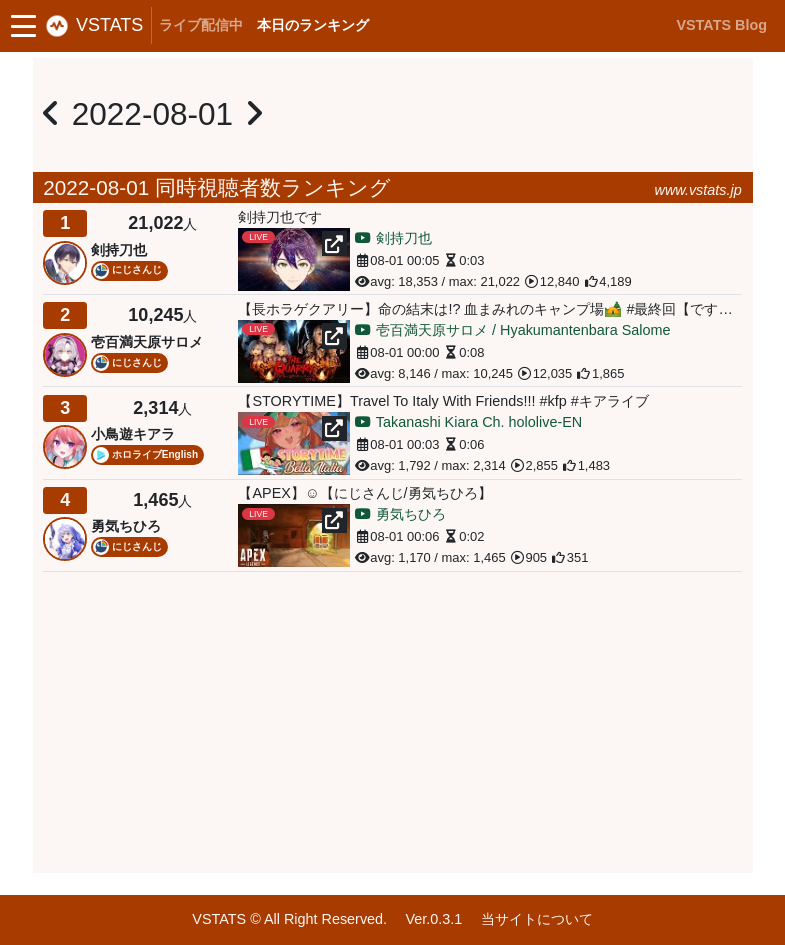 VSTATS ライブ配信中 本日のランキング VSTATS Blog
2022-08-01
2022-08-01 同時視聴者数ランキング www.vstats.jp
1 21,022人
剣持刀也
にじさんじ
剣持刀也です
LIVE
剣持刀也
08-01 00:05 0:03
avg: 18,353 / max: 21,022 12,840 4,189
2 10,245人
壱百満天原サロメ
にじさんじ
【長ホラゲクアリー】命の結末は!? 血まみれのキャンプ場🏕️ #最終回【です…
LIVE
THE QUARRY
壱百満天原サロメ / Hyakumantenbara Salome
08-01 00:00 0:08
avg: 8,146 / max: 10,245 12,035 1,865
3 2,314人
小鳥遊キアラ
ホロライブEnglish
【STORYTIME】Travel To Italy With Friends!!! #kfp #キアライブ
LIVE
STORYTIME
Bella Italia
Takanashi Kiara Ch. hololive-EN
08-01 00:03 0:06
avg: 1,792 / max: 2,314 2,855 1,483
4 1,465人
勇気ちひろ
にじさんじ
【APEX】☺【にじさんじ/勇気ちひろ】
LIVE
APEX
LEGENDS
勇気ちひろ
08-01 00:06 0:02
avg: 1,170 / max: 1,465 905 351
VSTATS © All Right Reserved. Ver.0.3.1 当サイトについて